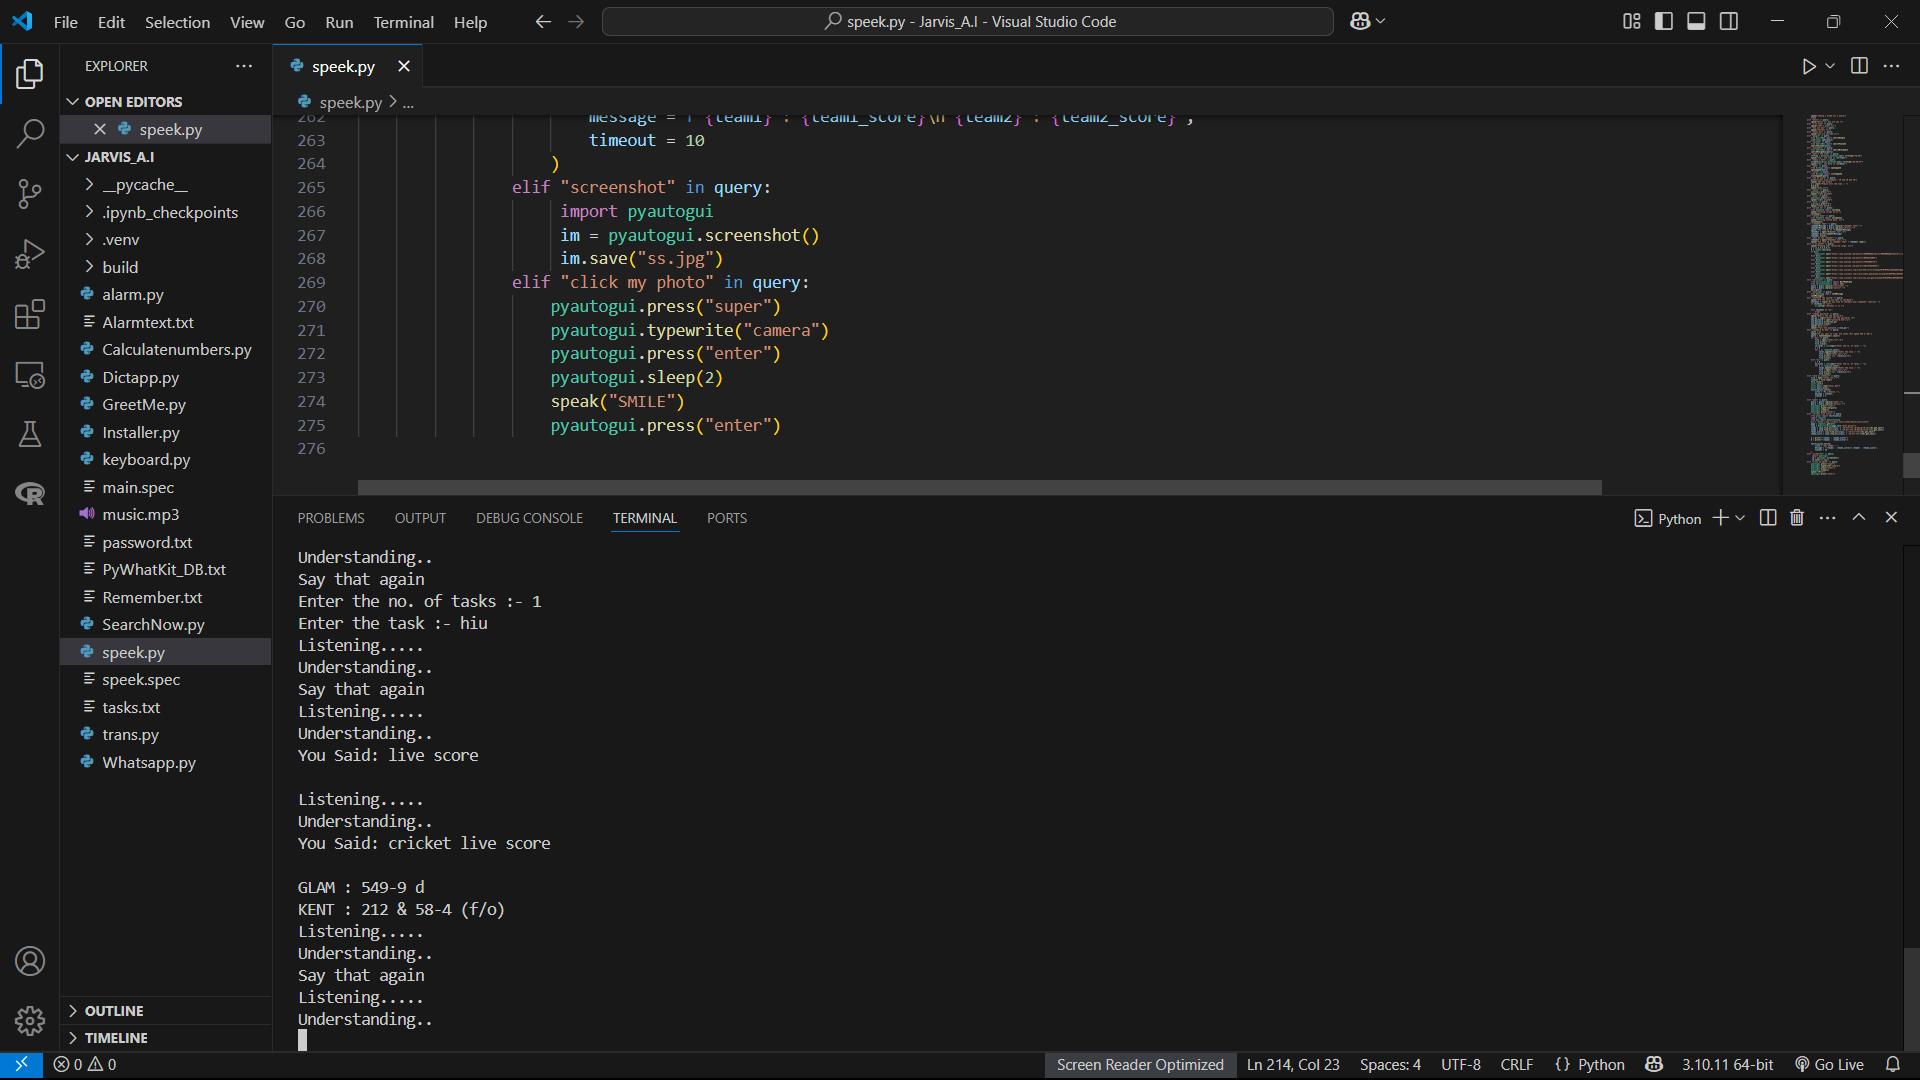 File Edit Selection View Go Run Terminal Help
speek.py - Jarvis_A.I - Visual Studio Code
EXPLORER
OPEN EDITORS
speek.py
JARVIS_A.I
__pycache__
.ipynb_checkpoints
.venv
build
alarm.py
Alarmtext.txt
Calculatenumbers.py
Dictapp.py
GreetMe.py
Installer.py
keyboard.py
main.spec
music.mp3
password.txt
PyWhatKit_DB.txt
Remember.txt
SearchNow.py
speek.py
speek.spec
tasks.txt
trans.py
Whatsapp.py
OUTLINE
TIMELINE
speek.py
speek.py > ...
262 message = f"{team1} : {team1_score}\n {team2} : {team2_score}",
263 timeout = 10
264 )
265 elif "screenshot" in query:
266 import pyautogui
267 im = pyautogui.screenshot()
268 im.save("ss.jpg")
269 elif "click my photo" in query:
270 pyautogui.press("super")
271 pyautogui.typewrite("camera")
272 pyautogui.press("enter")
273 pyautogui.sleep(2)
274 speak("SMILE")
275 pyautogui.press("enter")
276
PROBLEMS OUTPUT DEBUG CONSOLE TERMINAL PORTS
Python
Understanding..
Say that again
Enter the no. of tasks :- 1
Enter the task :- hiu
Listening.....
Understanding..
Say that again
Listening.....
Understanding..
You Said: live score
Listening.....
Understanding..
You Said: cricket live score
GLAM : 549-9 d
KENT : 212 & 58-4 (f/o)
Listening.....
Understanding..
Say that again
Listening.....
Understanding..
0 0
Screen Reader Optimized Ln 214, Col 23 Spaces: 4 UTF-8 CRLF {} Python 3.10.11 64-bit Go Live